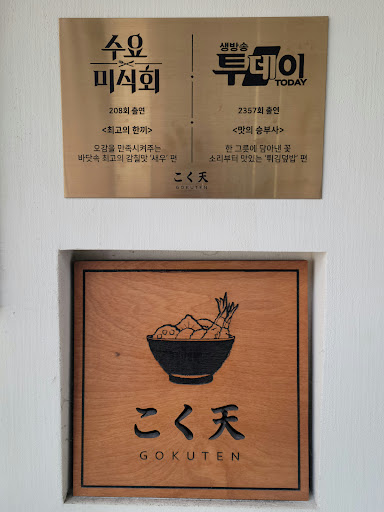 수요
미식회
208회 출연
<최고의 한끼>
오감을 만족시켜주는
바닷속 최고의 감칠맛 '새우' 편
생방송
투데이
TODAY
2357회 출연
<맛의 승부사>
한 그릇에 담아낸 꽃
소리부터 맛있는 '튀김덮밥' 편
こく天
GOKUTEN
こく天
GOKUTEN